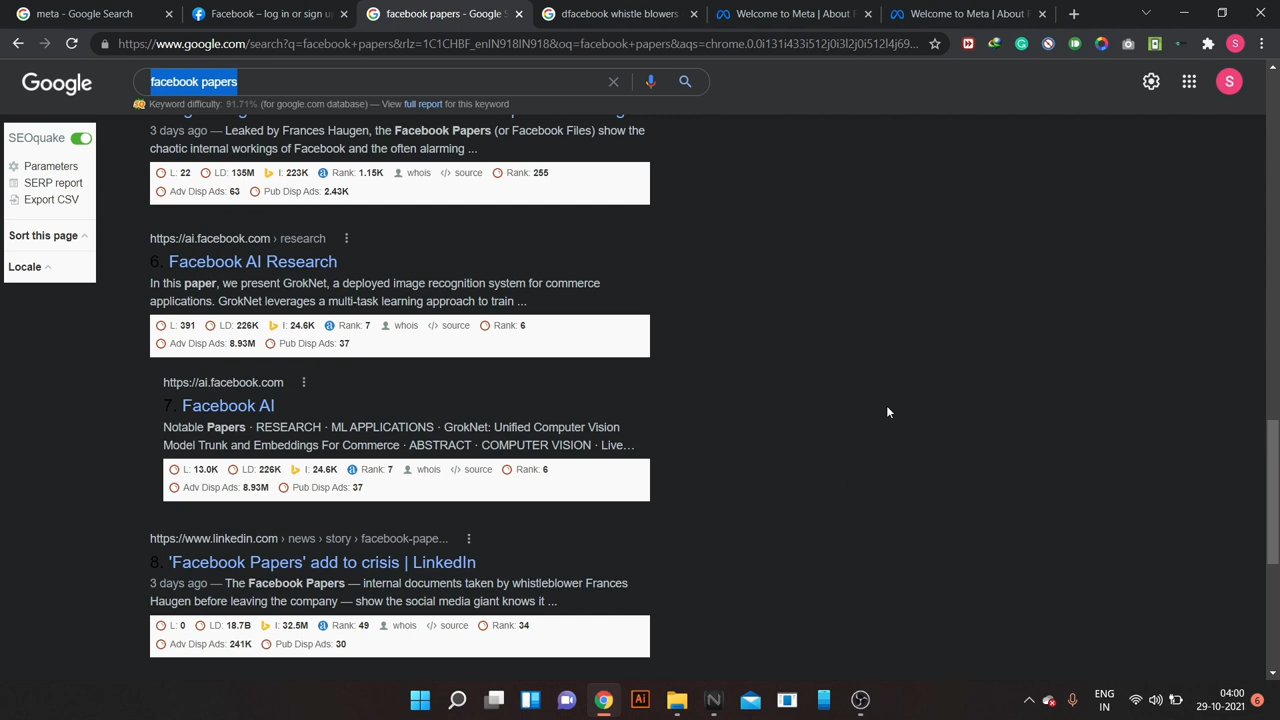 meta - Google Search
Facebook – log in or sign u
facebook papers - Google S
dfacebook whistle blowers
Welcome to Meta | About F
Welcome to Meta | About F
https://www.google.com/search?q=facebook+papers&rlz=1C1CHBF_enIN918IN918&oq=facebook+papers&aqs=chrome.0.0i131i433i512j0i3l2j0i512l4j69...
S
Google
facebook papers
S
Keyword difficulty: 91.71% (for google.com database) — View full report for this keyword
SEOquake
Parameters
SERP report
Export CSV
Sort this page
Locale
3 days ago — Leaked by Frances Haugen, the Facebook Papers (or Facebook Files) show the
chaotic internal workings of Facebook and the often alarming ...
L: 22 LD: 135M I: 223K Rank: 1.15K whois source Rank: 255
Adv Disp Ads: 63 Pub Disp Ads: 2.43K
https://ai.facebook.com › research
6. Facebook AI Research
In this paper, we present GrokNet, a deployed image recognition system for commerce
applications. GrokNet leverages a multi-task learning approach to train ...
L: 391 LD: 226K I: 24.6K Rank: 7 whois source Rank: 6
Adv Disp Ads: 8.93M Pub Disp Ads: 37
https://ai.facebook.com
7. Facebook AI
Notable Papers · RESEARCH · ML APPLICATIONS · GrokNet: Unified Computer Vision
Model Trunk and Embeddings For Commerce · ABSTRACT · COMPUTER VISION · Live...
L: 13.0K LD: 226K I: 24.6K Rank: 7 whois source Rank: 6
Adv Disp Ads: 8.93M Pub Disp Ads: 37
https://www.linkedin.com › news › story › facebook-pape...
8. 'Facebook Papers' add to crisis | LinkedIn
3 days ago — The Facebook Papers — internal documents taken by whistleblower Frances
Haugen before leaving the company — show the social media giant knows it ...
L: 0 LD: 18.7B I: 32.5M Rank: 49 whois source Rank: 34
Adv Disp Ads: 241K Pub Disp Ads: 30
Ai
N
ENG
IN
04:00
29-10-2021
6